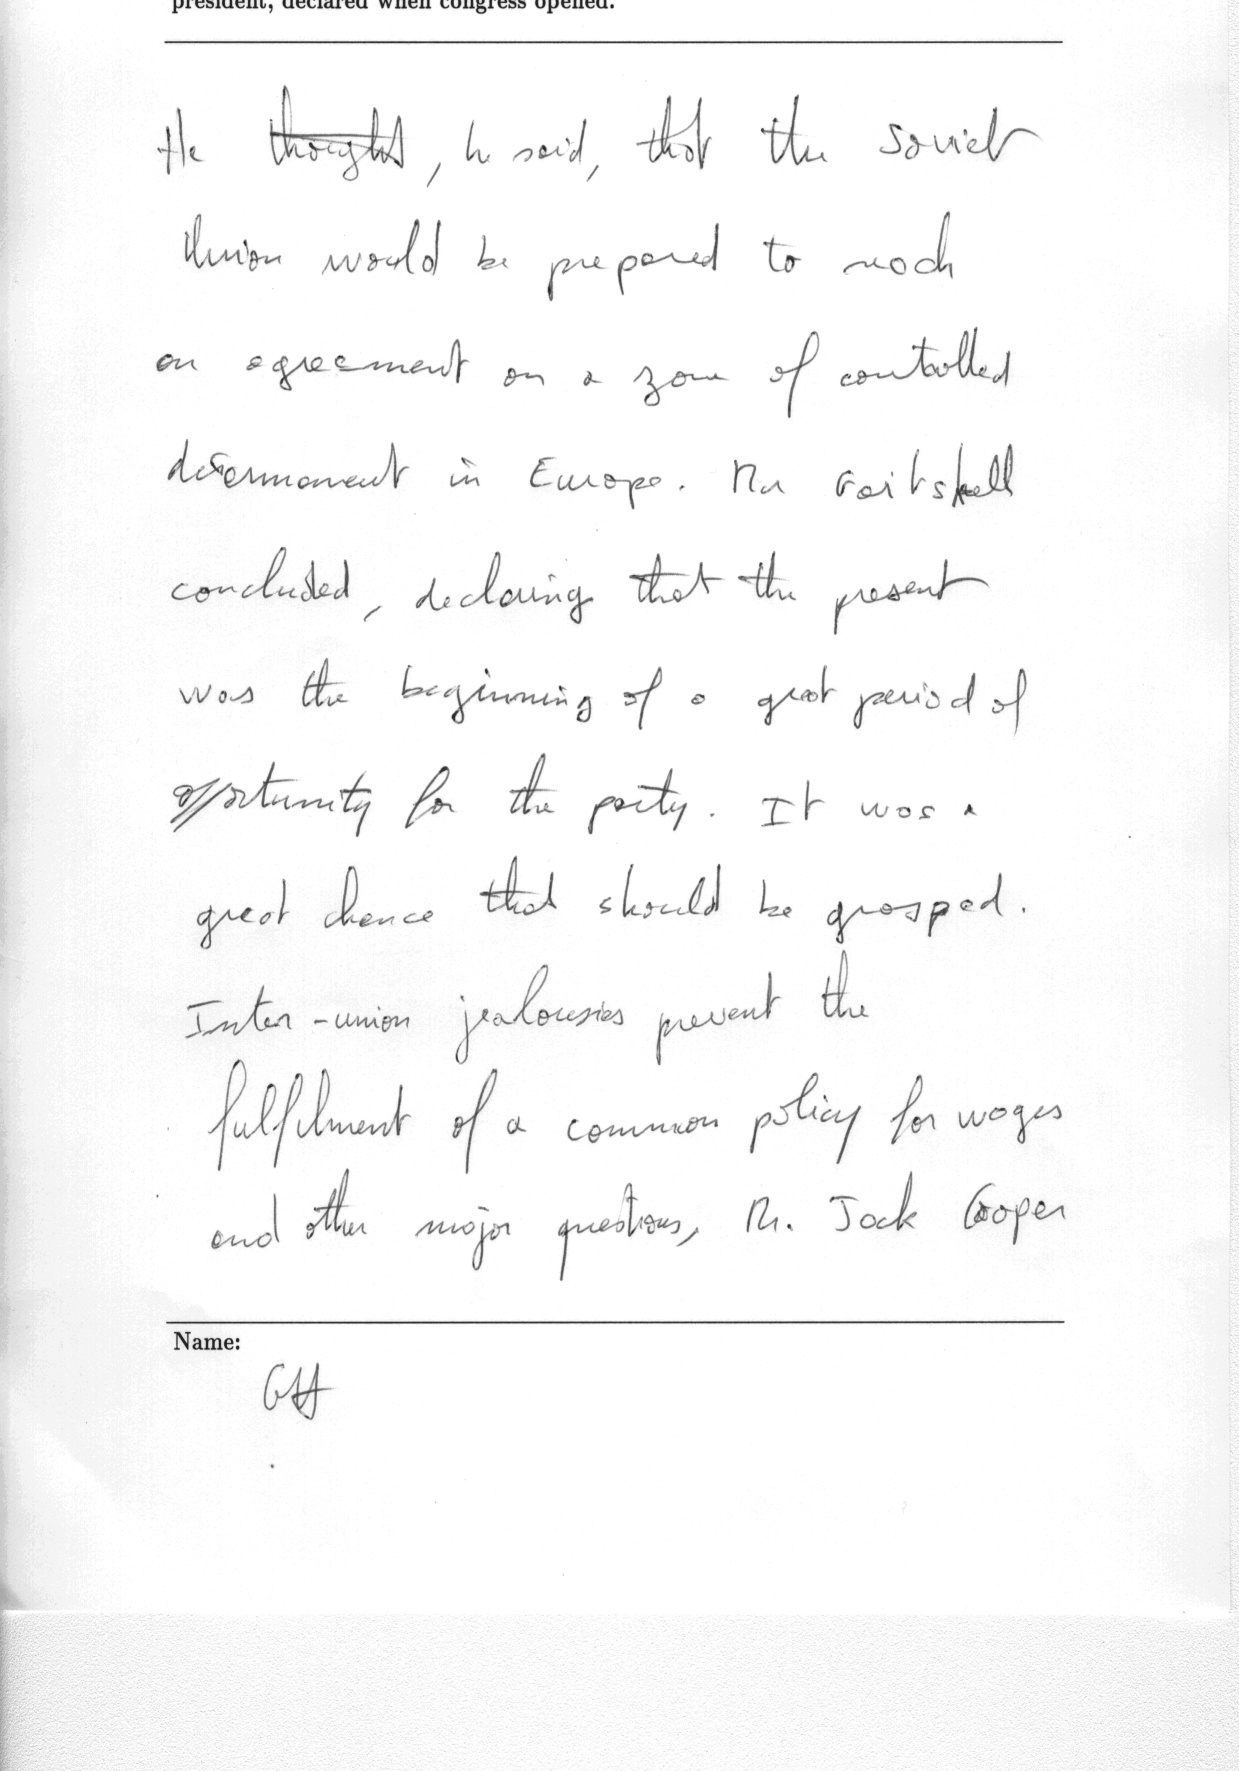 president, declared when congress opened.
He thought, he said, that the Soviet
Union would be prepared to reach
an agreement on a zone of controlled
disarmament in Europe. Mr Gaitskell
concluded, declaring that the present
was the beginning of a great period of
opportunity for the party. It was a
great chance that should be grasped.
Inter-union jealousies prevent the
fulfilment of a common policy for wages
and other major questions, Mr. Jack Cooper
Name: